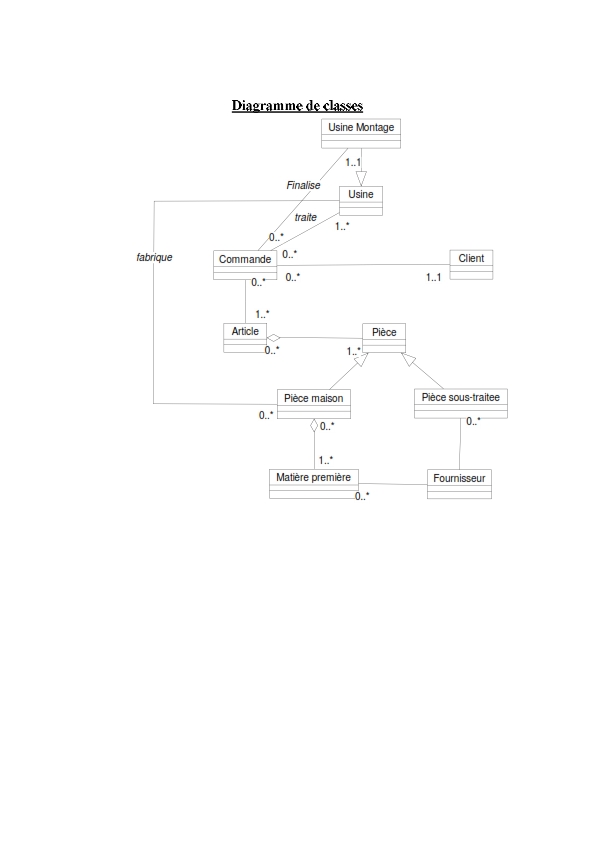 Diagramme de classes
Usine Montage
1..1
Finalise
Usine
traite
1..*
0..*
0..*
fabrique
Commande
Client
0..*
0..*
1..1
1..*
Article
Pièce
0..*
1..*
Pièce maison
Pièce sous-traitee
0..*
0..*
0..*
1..*
Matière première
Fournisseur
0..*